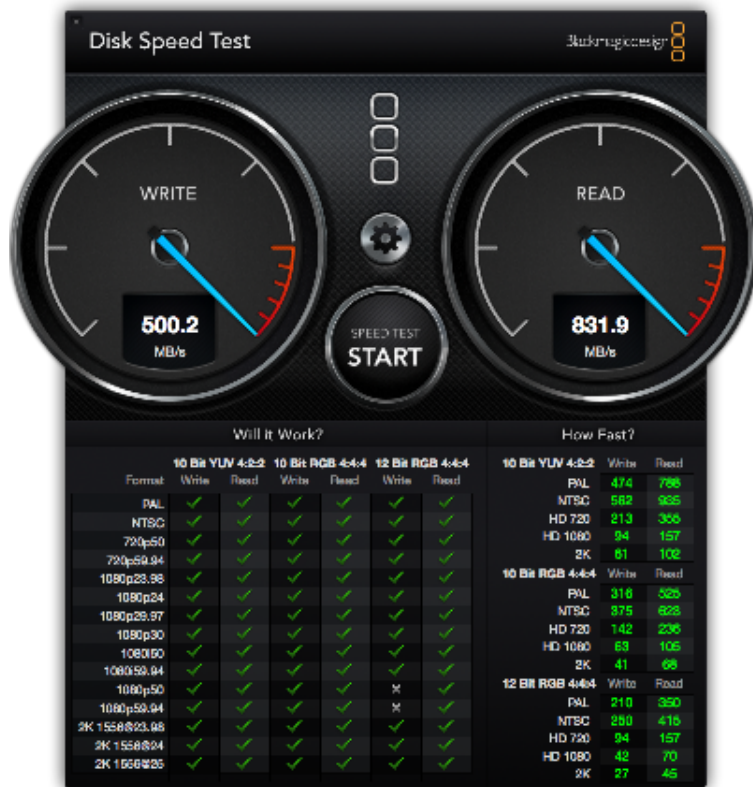 Disk Speed Test
Blackmagicdesign
WRITE
500.2
MB/s
READ
831.9
MB/s
SPEED TEST
START
Will it Work?
10 Bit YUV 4:2:2 10 Bit RGB 4:4:4 12 Bit RGB 4:4:4
Format Write Read Write Read Write Read
PAL
NTSC
720p50
720p59.94
1080p23.98
1080p24
1080p29.97
1080p30
1080i50
1080i59.94
1080p50
1080p59.94
2K 1556@23.98
2K 1556@24
2K 1556@25
How Fast?
10 Bit YUV 4:2:2 Write Read
PAL 474 788
NTSC 562 935
HD 720 213 355
HD 1080 94 157
2K 61 102
10 Bit RGB 4:4:4 Write Read
PAL 316 525
NTSC 375 623
HD 720 142 236
HD 1080 63 105
2K 41 68
12 Bit RGB 4:4:4 Write Read
PAL 210 350
NTSC 250 415
HD 720 94 157
HD 1080 42 70
2K 27 45